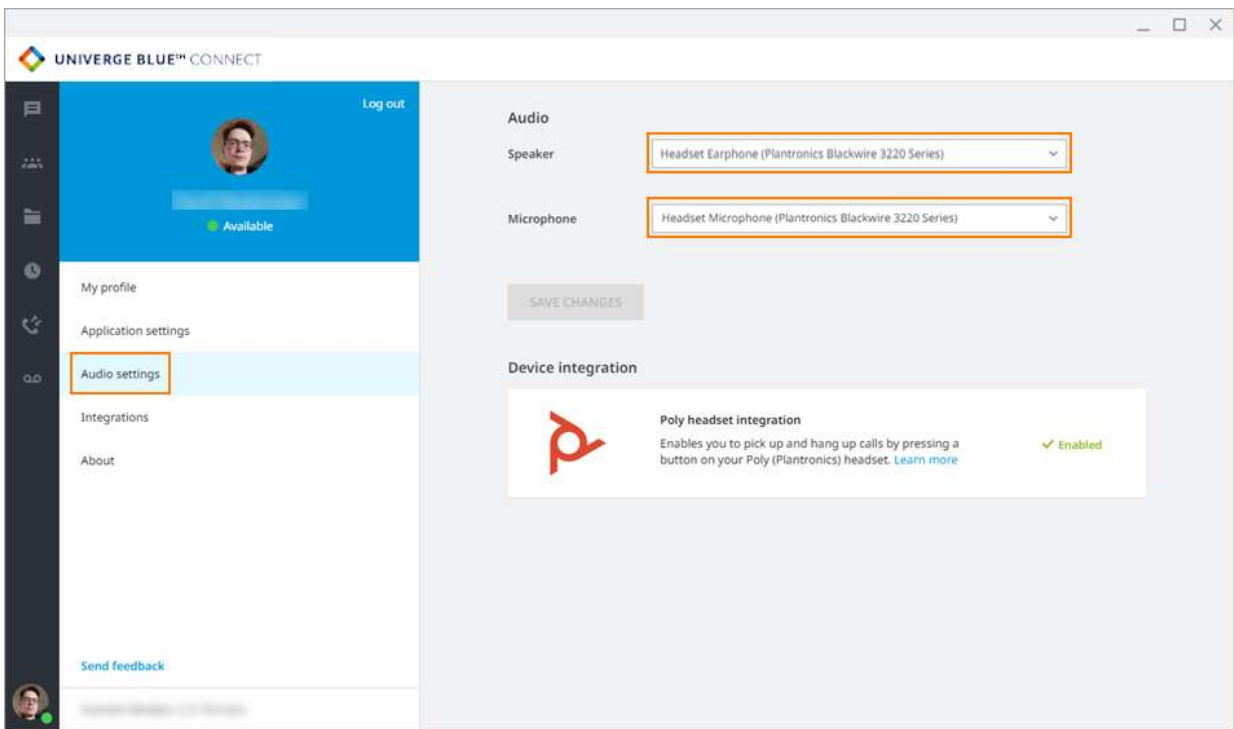 UNIVERGE BLUE™ CONNECT
Log out
Available
My profile
Application settings
Audio settings
Integrations
About
Send feedback
Audio
Speaker
Headset Earphone (Plantronics Blackwire 3220 Series)
Microphone
Headset Microphone (Plantronics Blackwire 3220 Series)
SAVE CHANGES
Device integration
Poly headset integration
Enables you to pick up and hang up calls by pressing a
button on your Poly (Plantronics) headset. Learn more
Enabled